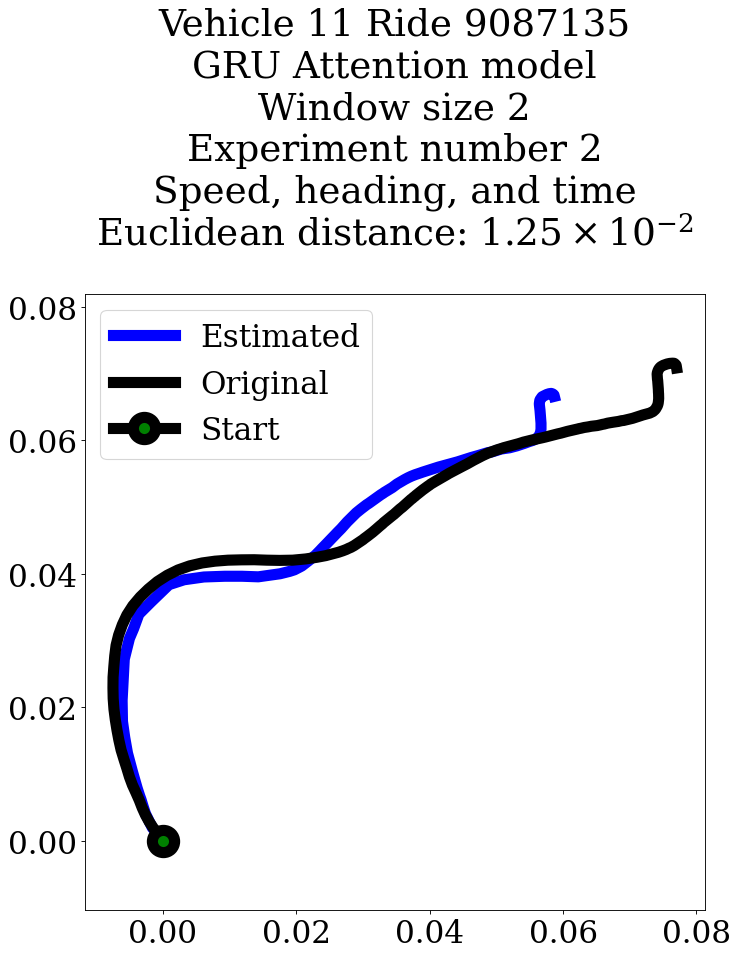 Vehicle 11 Ride 9087135
GRU Attention model
Window size 2
Experiment number 2
Speed, heading, and time
Euclidean distance: 1.25 × 10⁻²
0.08
Estimated
Original
Start
0.06
0.04
0.02
0.00
0.00 0.02 0.04 0.06 0.08